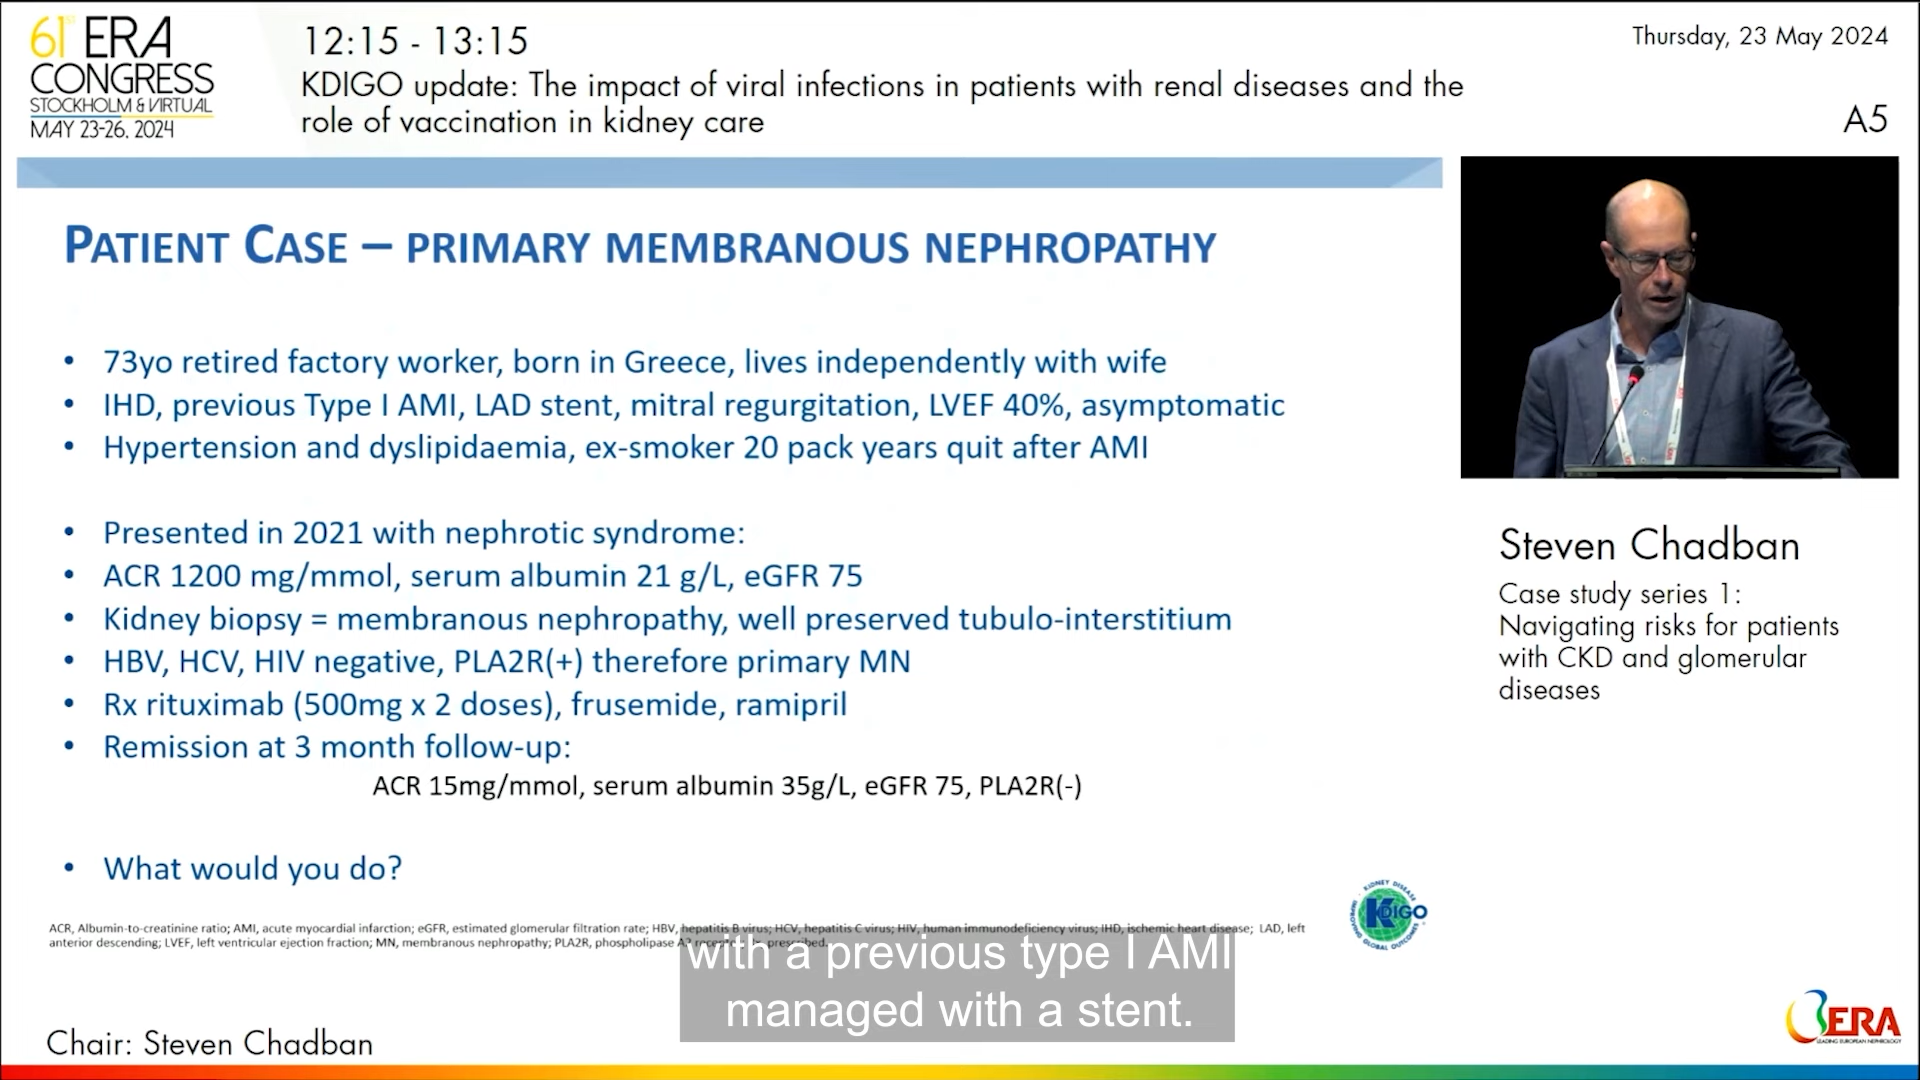 61ST ERA
CONGRESS
STOCKHOLM & VIRTUAL
MAY 23-26, 2024
12:15 - 13:15
KDIGO update: The impact of viral infections in patients with renal diseases and the
role of vaccination in kidney care
Thursday, 23 May 2024
A5
PATIENT CASE – PRIMARY MEMBRANOUS NEPHROPATHY
• 73yo retired factory worker, born in Greece, lives independently with wife
• IHD, previous Type I AMI, LAD stent, mitral regurgitation, LVEF 40%, asymptomatic
• Hypertension and dyslipidaemia, ex-smoker 20 pack years quit after AMI
• Presented in 2021 with nephrotic syndrome:
• ACR 1200 mg/mmol, serum albumin 21 g/L, eGFR 75
• Kidney biopsy = membranous nephropathy, well preserved tubulo-interstitium
• HBV, HCV, HIV negative, PLA2R(+) therefore primary MN
• Rx rituximab (500mg x 2 doses), frusemide, ramipril
• Remission at 3 month follow-up:
ACR 15mg/mmol, serum albumin 35g/L, eGFR 75, PLA2R(-)
• What would you do?
ACR, Albumin-to-creatinine ratio; AMI, acute myocardial infarction; eGFR, estimated glomerular filtration rate; HBV, hepatitis B virus; HCV, hepatitis C virus; HIV, human immunodeficiency virus; IHD, ischemic heart disease; LAD, left
anterior descending; LVEF, left ventricular ejection fraction; MN, membranous nephropathy; PLA2R, phospholipase prescribed.
KIDNEY DISEASE
KDIGO
IMPROVING GLOBAL OUTCOMES
with a previous type I AMI
managed with a stent.
Steven Chadban
Case study series 1:
Navigating risks for patients
with CKD and glomerular
diseases
Chair: Steven Chadban
ERA
LEADING EUROPEAN NEPHROLOGY